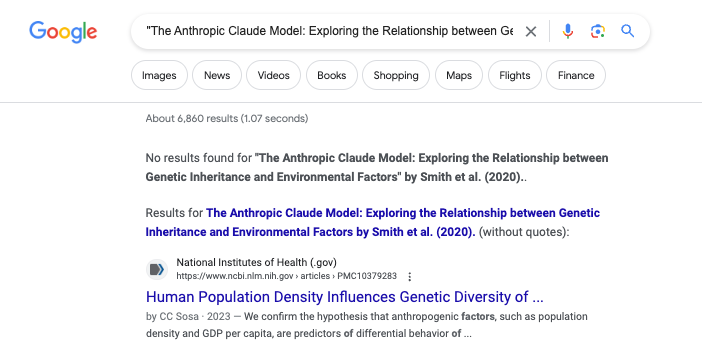 Google
"The Anthropic Claude Model: Exploring the Relationship between Ge
Images News Videos Books Shopping Maps Flights Finance
About 6,860 results (1.07 seconds)
No results found for "The Anthropic Claude Model: Exploring the Relationship between
Genetic Inheritance and Environmental Factors" by Smith et al. (2020)..
Results for The Anthropic Claude Model: Exploring the Relationship between Genetic
Inheritance and Environmental Factors by Smith et al. (2020). (without quotes):
National Institutes of Health (.gov)
https://www.ncbi.nlm.nih.gov › articles › PMC10379283
Human Population Density Influences Genetic Diversity of ...
by CC Sosa · 2023 — We confirm the hypothesis that anthropogenic factors, such as population
density and GDP per capita, are predictors of differential behavior of ...